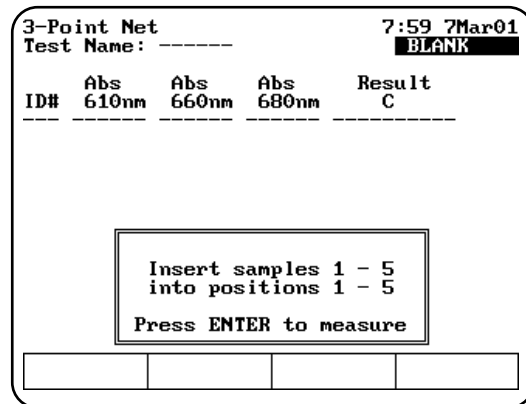 3-Point Net 7:59 7Mar01
Test Name: ------ BLANK
Abs Abs Abs Result
ID# 610nm 660nm 680nm C
--- ------ ------ ------ ----------
Insert samples 1 - 5
into positions 1 - 5
Press ENTER to measure